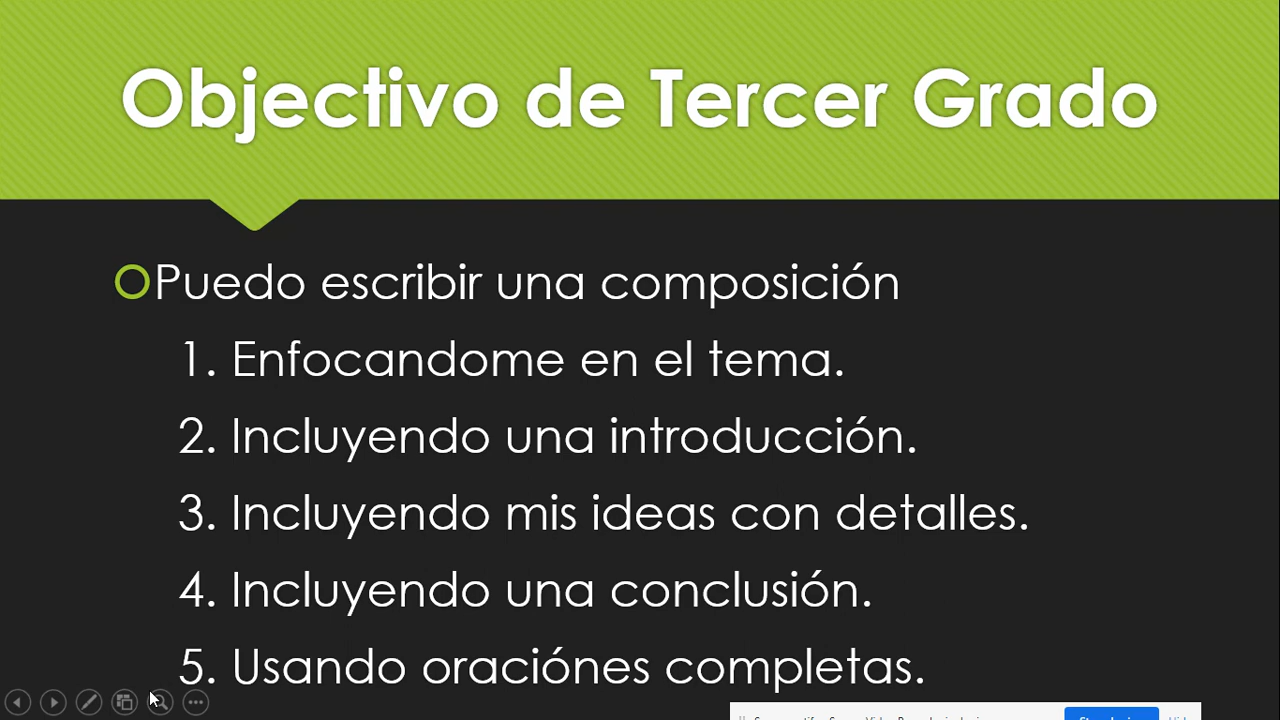 Objectivo de Tercer Grado
Puedo escribir una composición
1. Enfocandome en el tema.
2. Incluyendo una introducción.
3. Incluyendo mis ideas con detalles.
4. Incluyendo una conclusión.
5. Usando oraciónes completas.